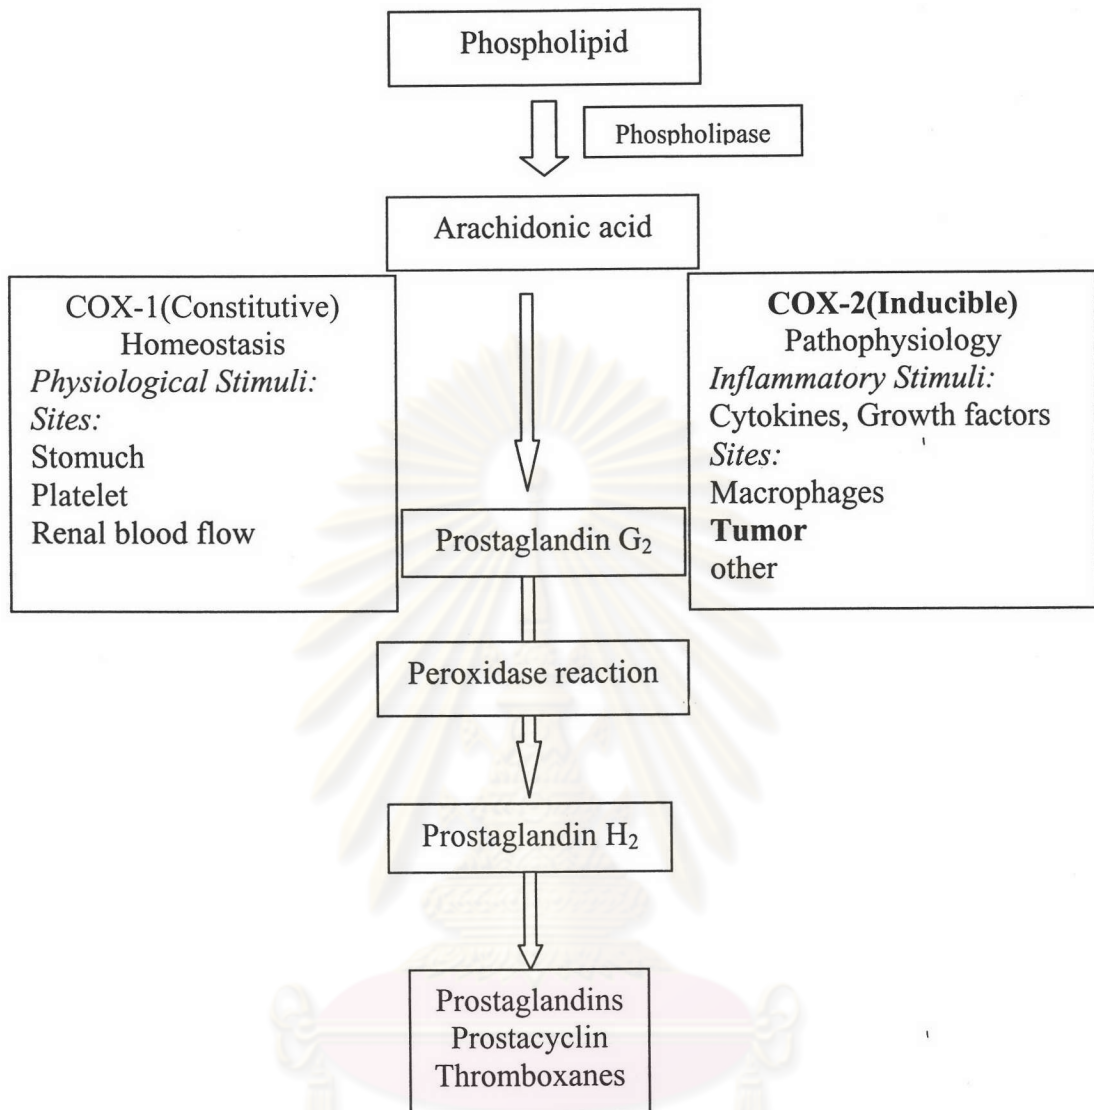 Phospholipid
Phospholipase
Arachidonic acid
COX-1(Constitutive)
Homeostasis
Physiological Stimuli:
Sites:
Stomuch
Platelet
Renal blood flow
COX-2(Inducible)
Pathophysiology
Inflammatory Stimuli:
Cytokines, Growth factors
Sites:
Macrophages
Tumor
other
Prostaglandin G₂
Peroxidase reaction
Prostaglandin H₂
Prostaglandins
Prostacyclin
Thromboxanes